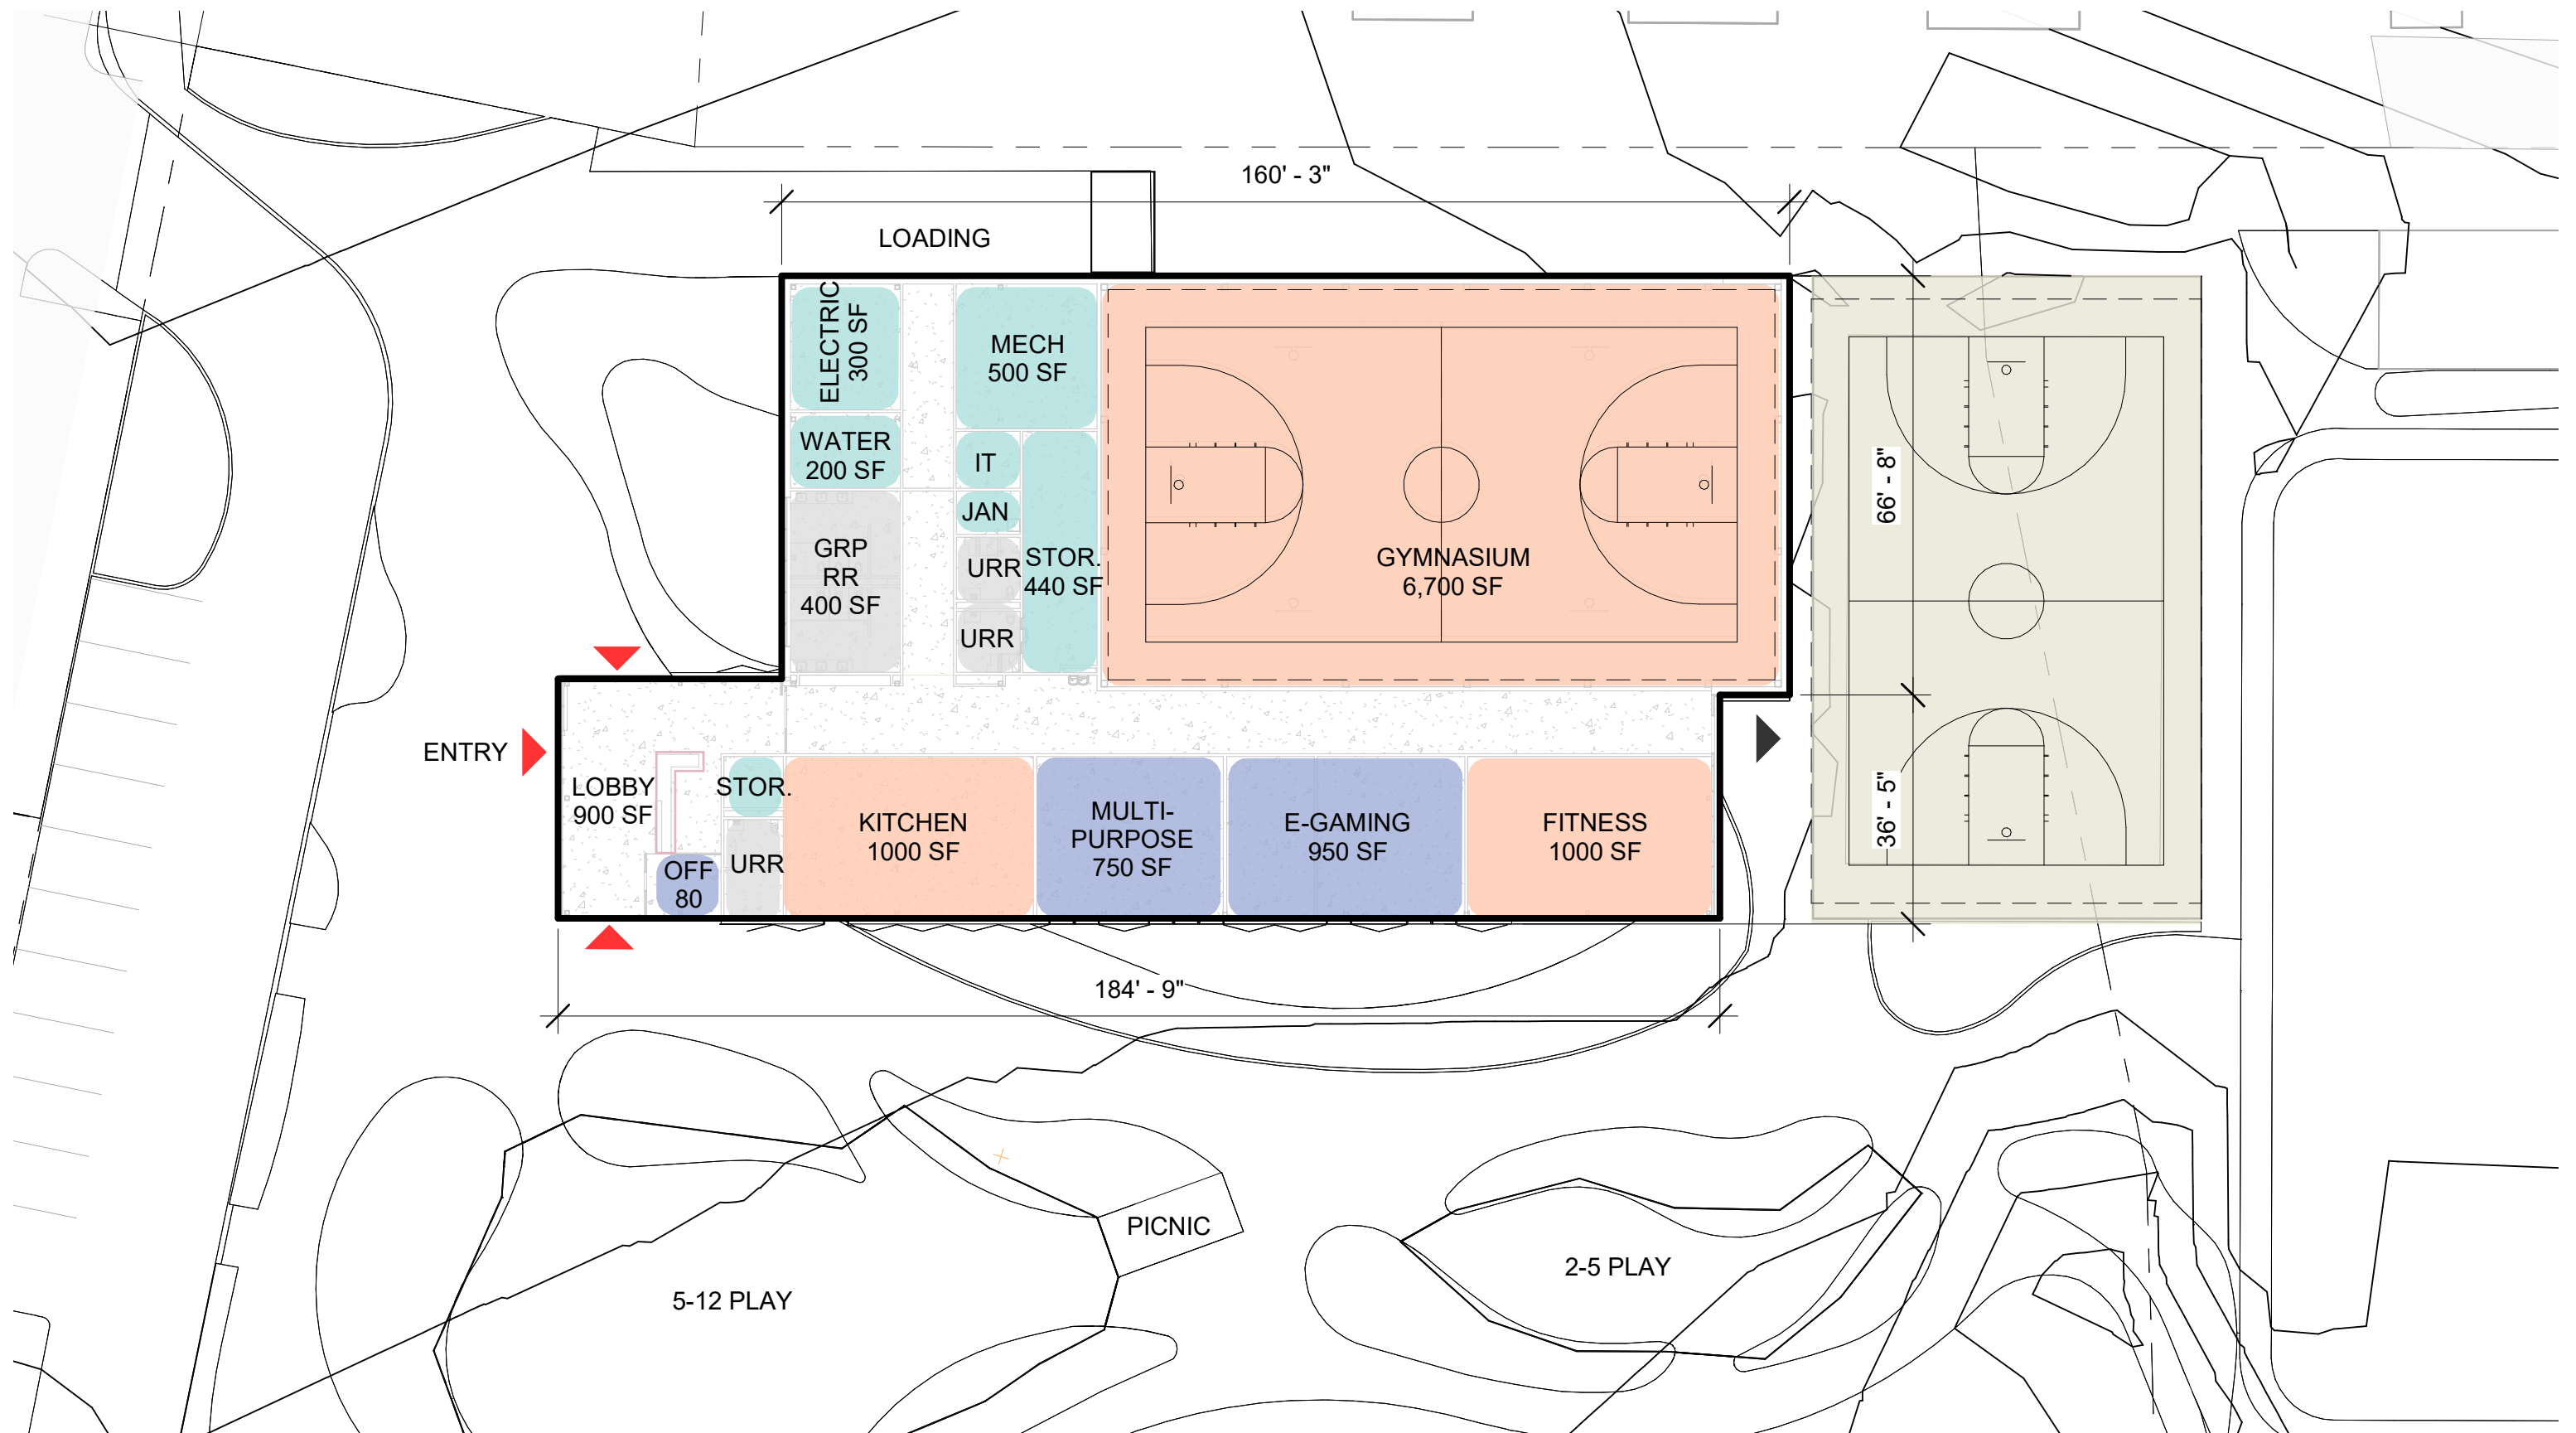 160' - 3"
LOADING
ELECTRIC
300 SF
MECH
500 SF
WATER
200 SF
IT
JAN
GRP
RR
400 SF
URR
STOR.
440 SF
URR
GYMNASIUM
6,700 SF
66' - 8"
ENTRY
LOBBY
900 SF
STOR.
OFF
80
URR
KITCHEN
1000 SF
MULTI-
PURPOSE
750 SF
E-GAMING
950 SF
FITNESS
1000 SF
36' - 5"
184' - 9"
PICNIC
5-12 PLAY
2-5 PLAY